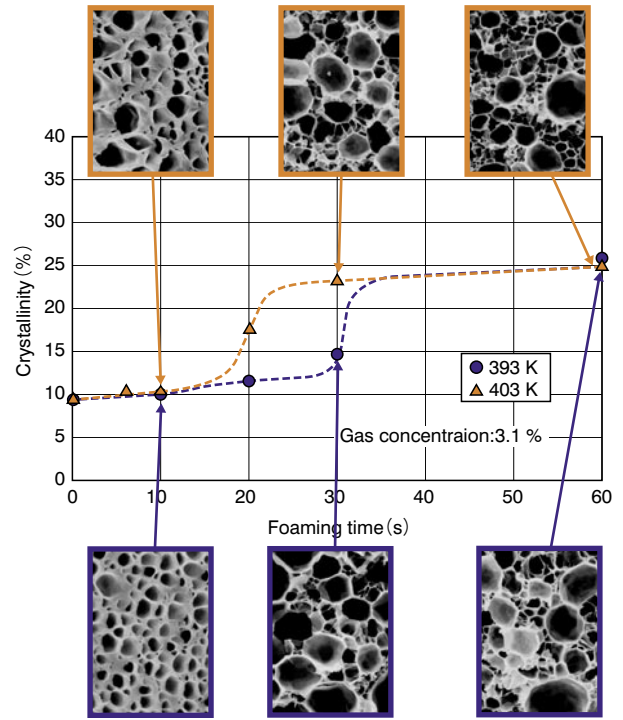 40
35
30
25
20
15
10
5
0
Crystallinity (%)
393 K
403 K
Gas concentraion:3.1 %
0 10 20 30 40 50 60
Foaming time (s)